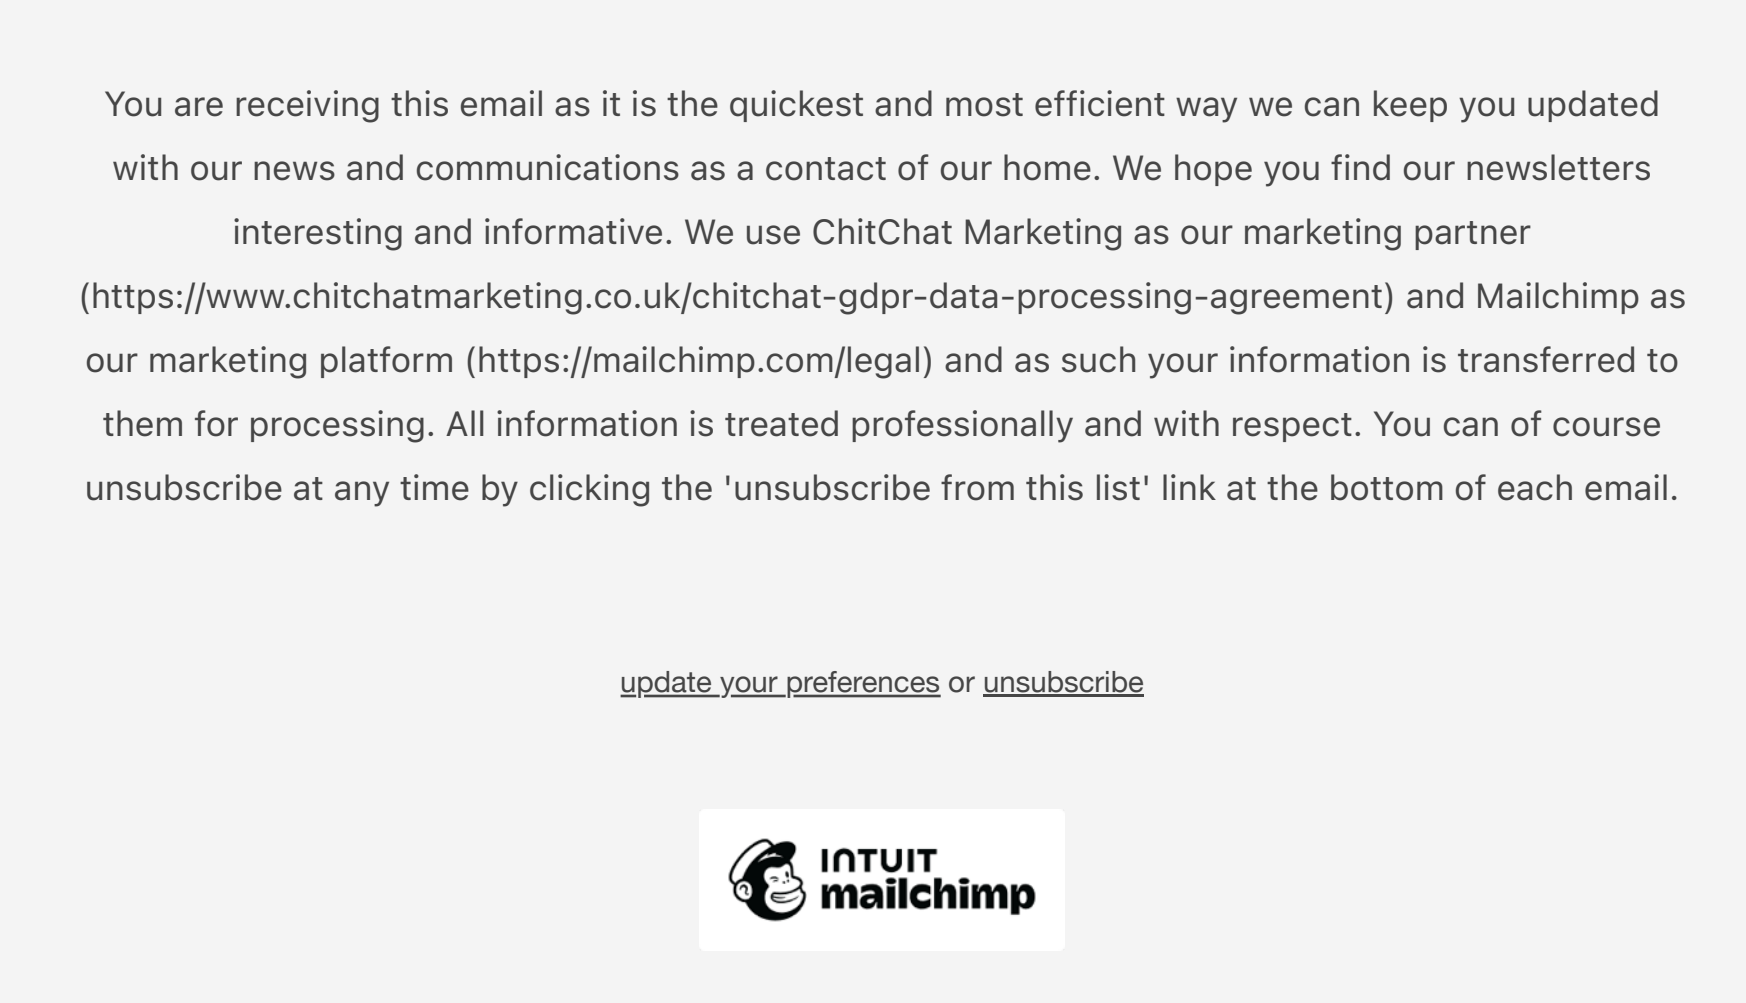 You are receiving this email as it is the quickest and most efficient way we can keep you updated
with our news and communications as a contact of our home. We hope you find our newsletters
interesting and informative. We use ChitChat Marketing as our marketing partner
(https://www.chitchatmarketing.co.uk/chitchat-gdpr-data-processing-agreement) and Mailchimp as
our marketing platform (https://mailchimp.com/legal) and as such your information is transferred to
them for processing. All information is treated professionally and with respect. You can of course
unsubscribe at any time by clicking the 'unsubscribe from this list' link at the bottom of each email.
update your preferences or unsubscribe
INTUIT
mailchimp